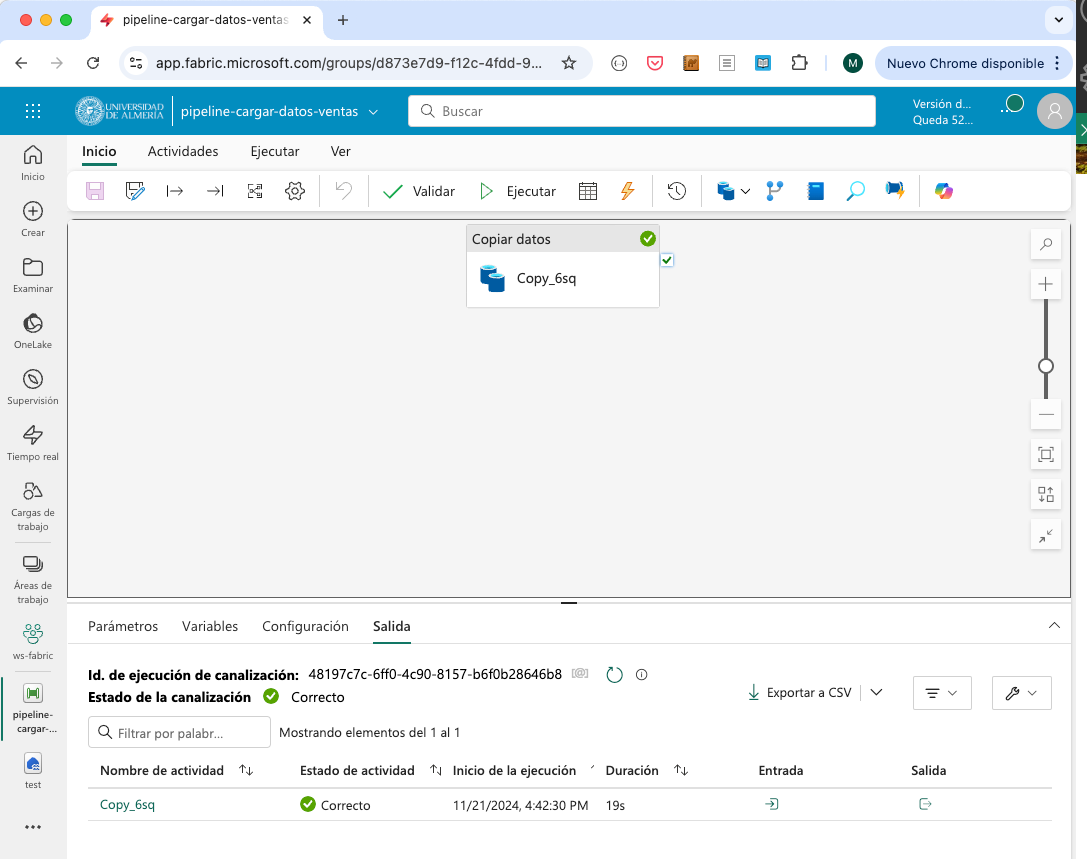 pipeline-cargar-datos-ventas
app.fabric.microsoft.com/groups/d873e7d9-f12c-4fdd-9...
M
Nuevo Chrome disponible
UNIVERSIDAD
DE ALMERÍA
pipeline-cargar-datos-ventas
Buscar
Versión d...
Queda 52...
Inicio
Crear
Examinar
OneLake
Supervisión
Tiempo real
Cargas de
trabajo
Áreas de
trabajo
ws-fabric
pipeline-
cargar-...
test
Inicio Actividades Ejecutar Ver
Validar Ejecutar
Copiar datos
Copy_6sq
Parámetros Variables Configuración Salida
Id. de ejecución de canalización: 48197c7c-6ff0-4c90-8157-b6f0b28646b8
Estado de la canalización Correcto
Exportar a CSV
Filtrar por palabr...
Mostrando elementos del 1 al 1
Nombre de actividad Estado de actividad Inicio de la ejecución Duración Entrada Salida
Copy_6sq Correcto 11/21/2024, 4:42:30 PM 19s